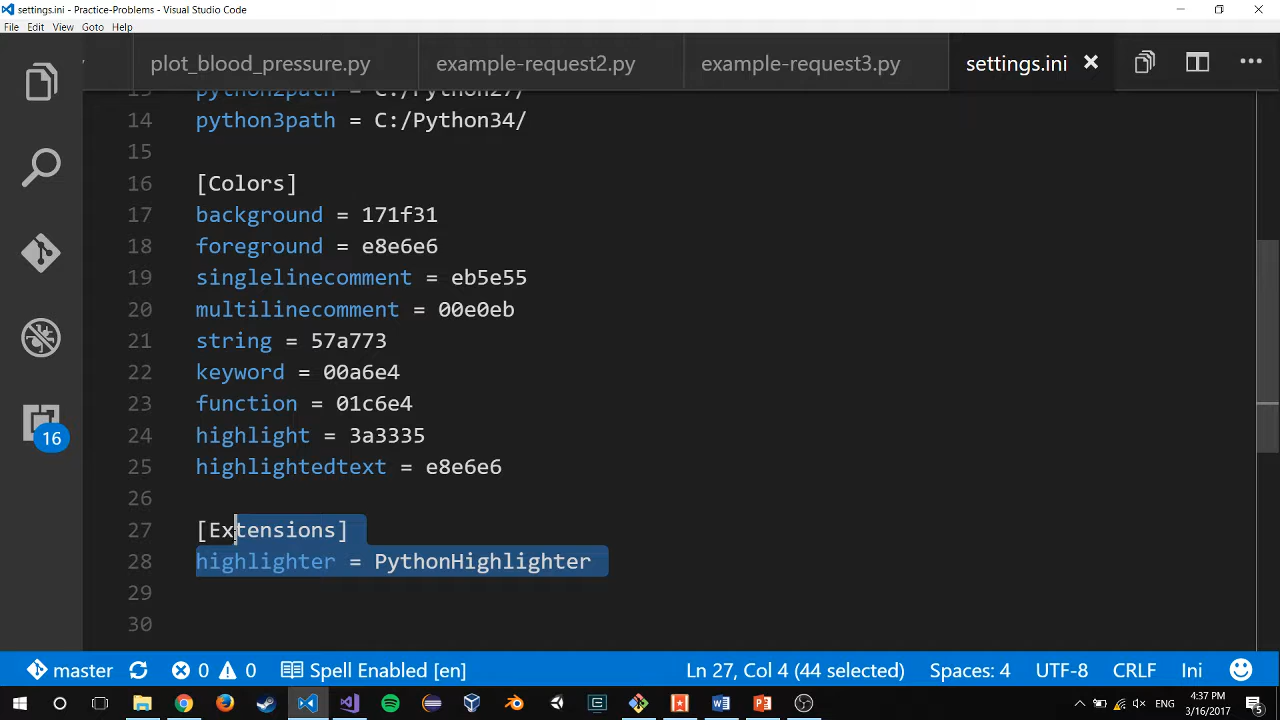 settings.ini - Practice-Problems - Visual Studio Code
File Edit View Goto Help
plot_blood_pressure.py example-request2.py example-request3.py settings.ini
13 python2path = C:/Python27/
14 python3path = C:/Python34/
15
16 [Colors]
17 background = 171f31
18 foreground = e8e6e6
19 singlelinecomment = eb5e55
20 multilinecomment = 00e0eb
21 string = 57a773
22 keyword = 00a6e4
23 function = 01c6e4
24 highlight = 3a3335
25 highlightedtext = e8e6e6
26
27 [Extensions]
28 highlighter = PythonHighlighter
29
30
16
master 0 0 Spell Enabled [en] Ln 27, Col 4 (44 selected) Spaces: 4 UTF-8 CRLF Ini
ENG 4:37 PM
3/16/2017 5